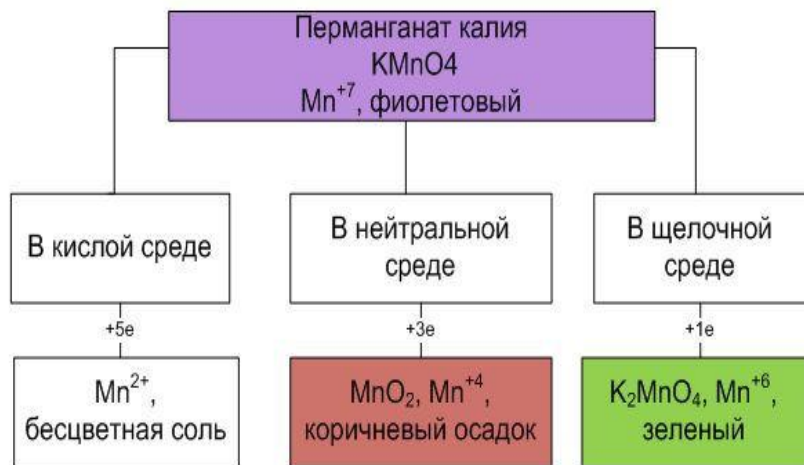 Перманганат калия
KMnO4
Mn⁺⁷, фиолетовый
В кислой среде
В нейтральной
среде
В щелочной
среде
+5е
+3е
+1е
Mn²⁺,
бесцветная соль
MnO₂, Mn⁺⁴,
коричневый осадок
K₂MnO₄, Mn⁺⁶,
зеленый